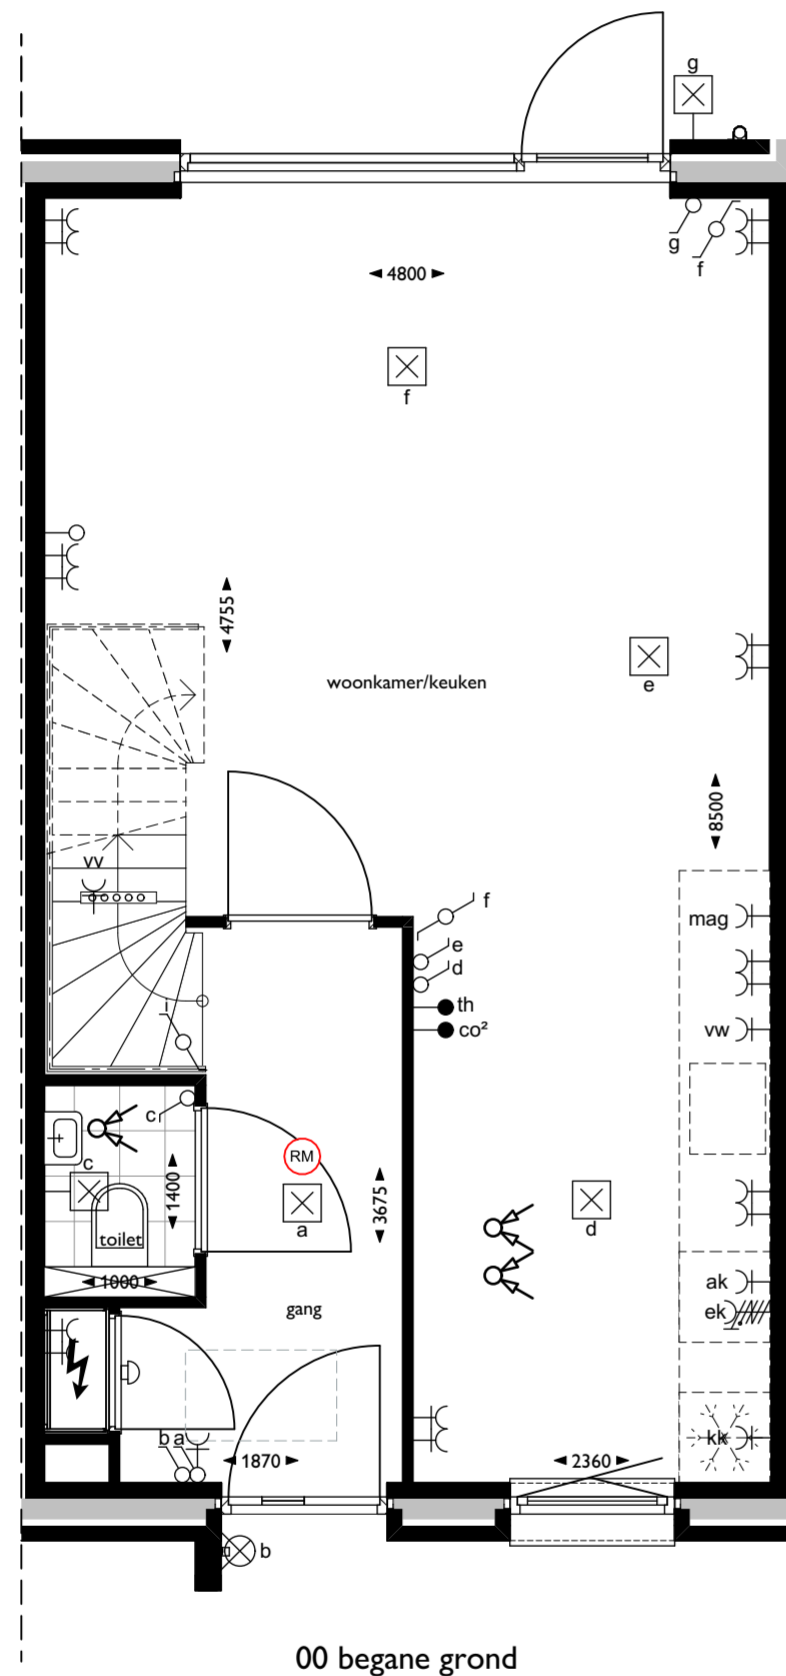 g
g
f
4800
f
4755
woonkamer/keuken
e
8500
vv
f
mag
e
d
th
co²
vw
i
c
RM
c
1400
3675
a
d
toilet
1000
ak
ek
gang
b a
kk
1870
2360
b
00 begane grond